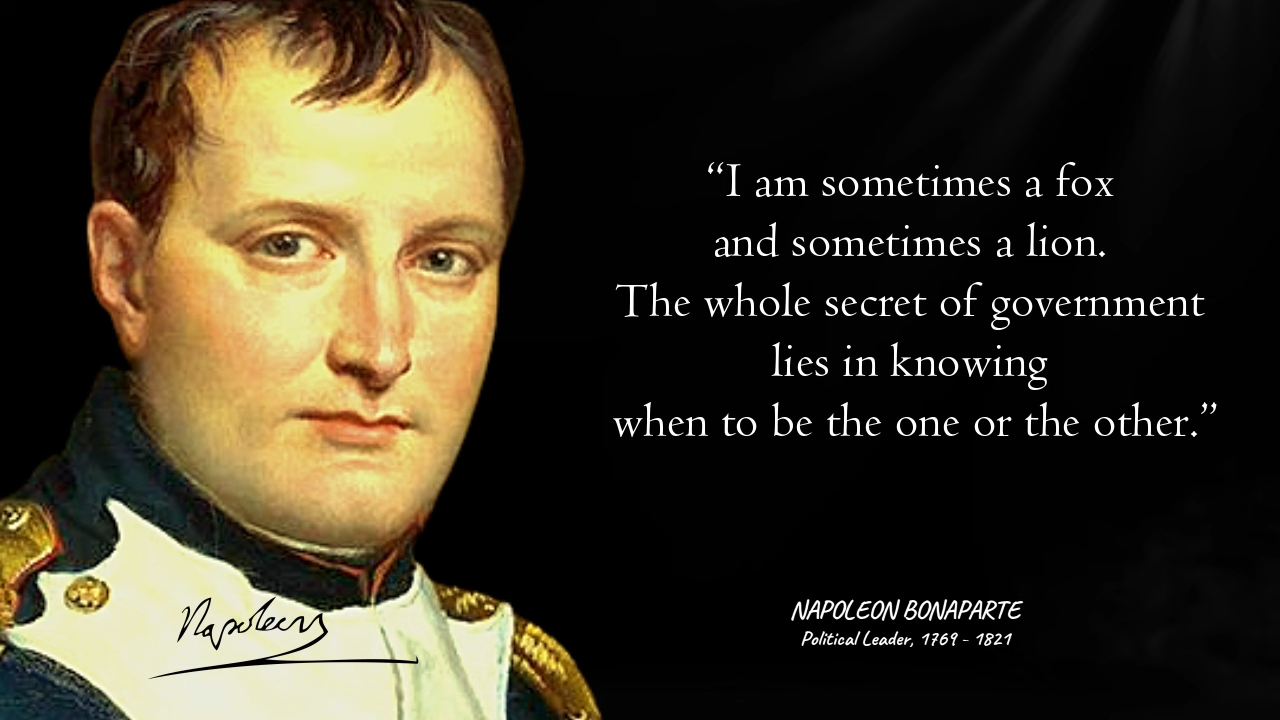 “I am sometimes a fox
and sometimes a lion.
The whole secret of government
lies in knowing
when to be the one or the other.”
Napoleon
NAPOLEON BONAPARTE
Political Leader, 1769 - 1821